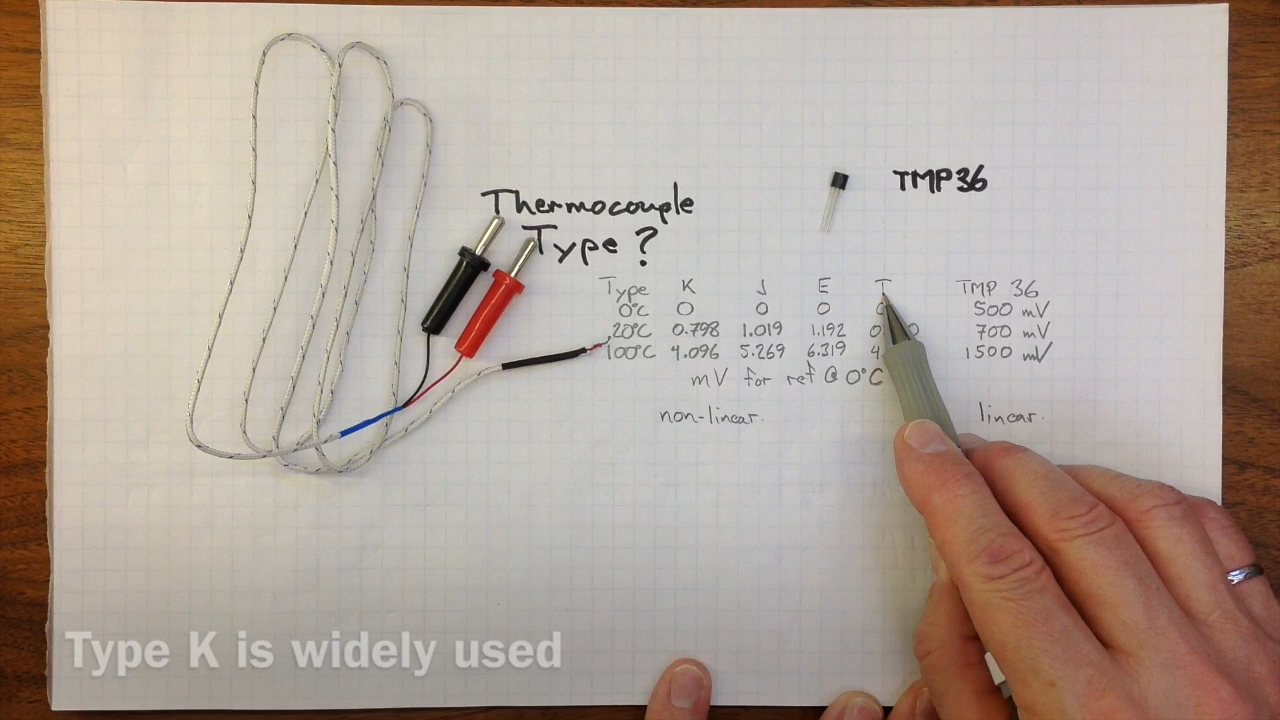 TMP36
Thermocouple
Type ?
Type K J E T TMP 36
0°C 0 0 0 500 mV
20°C 0.798 1.019 1.192 700 mV
100°C 4.096 5.269 6.319 1500 mV
mV for ref @ 0°C
non-linear. linear.
Type K is widely used